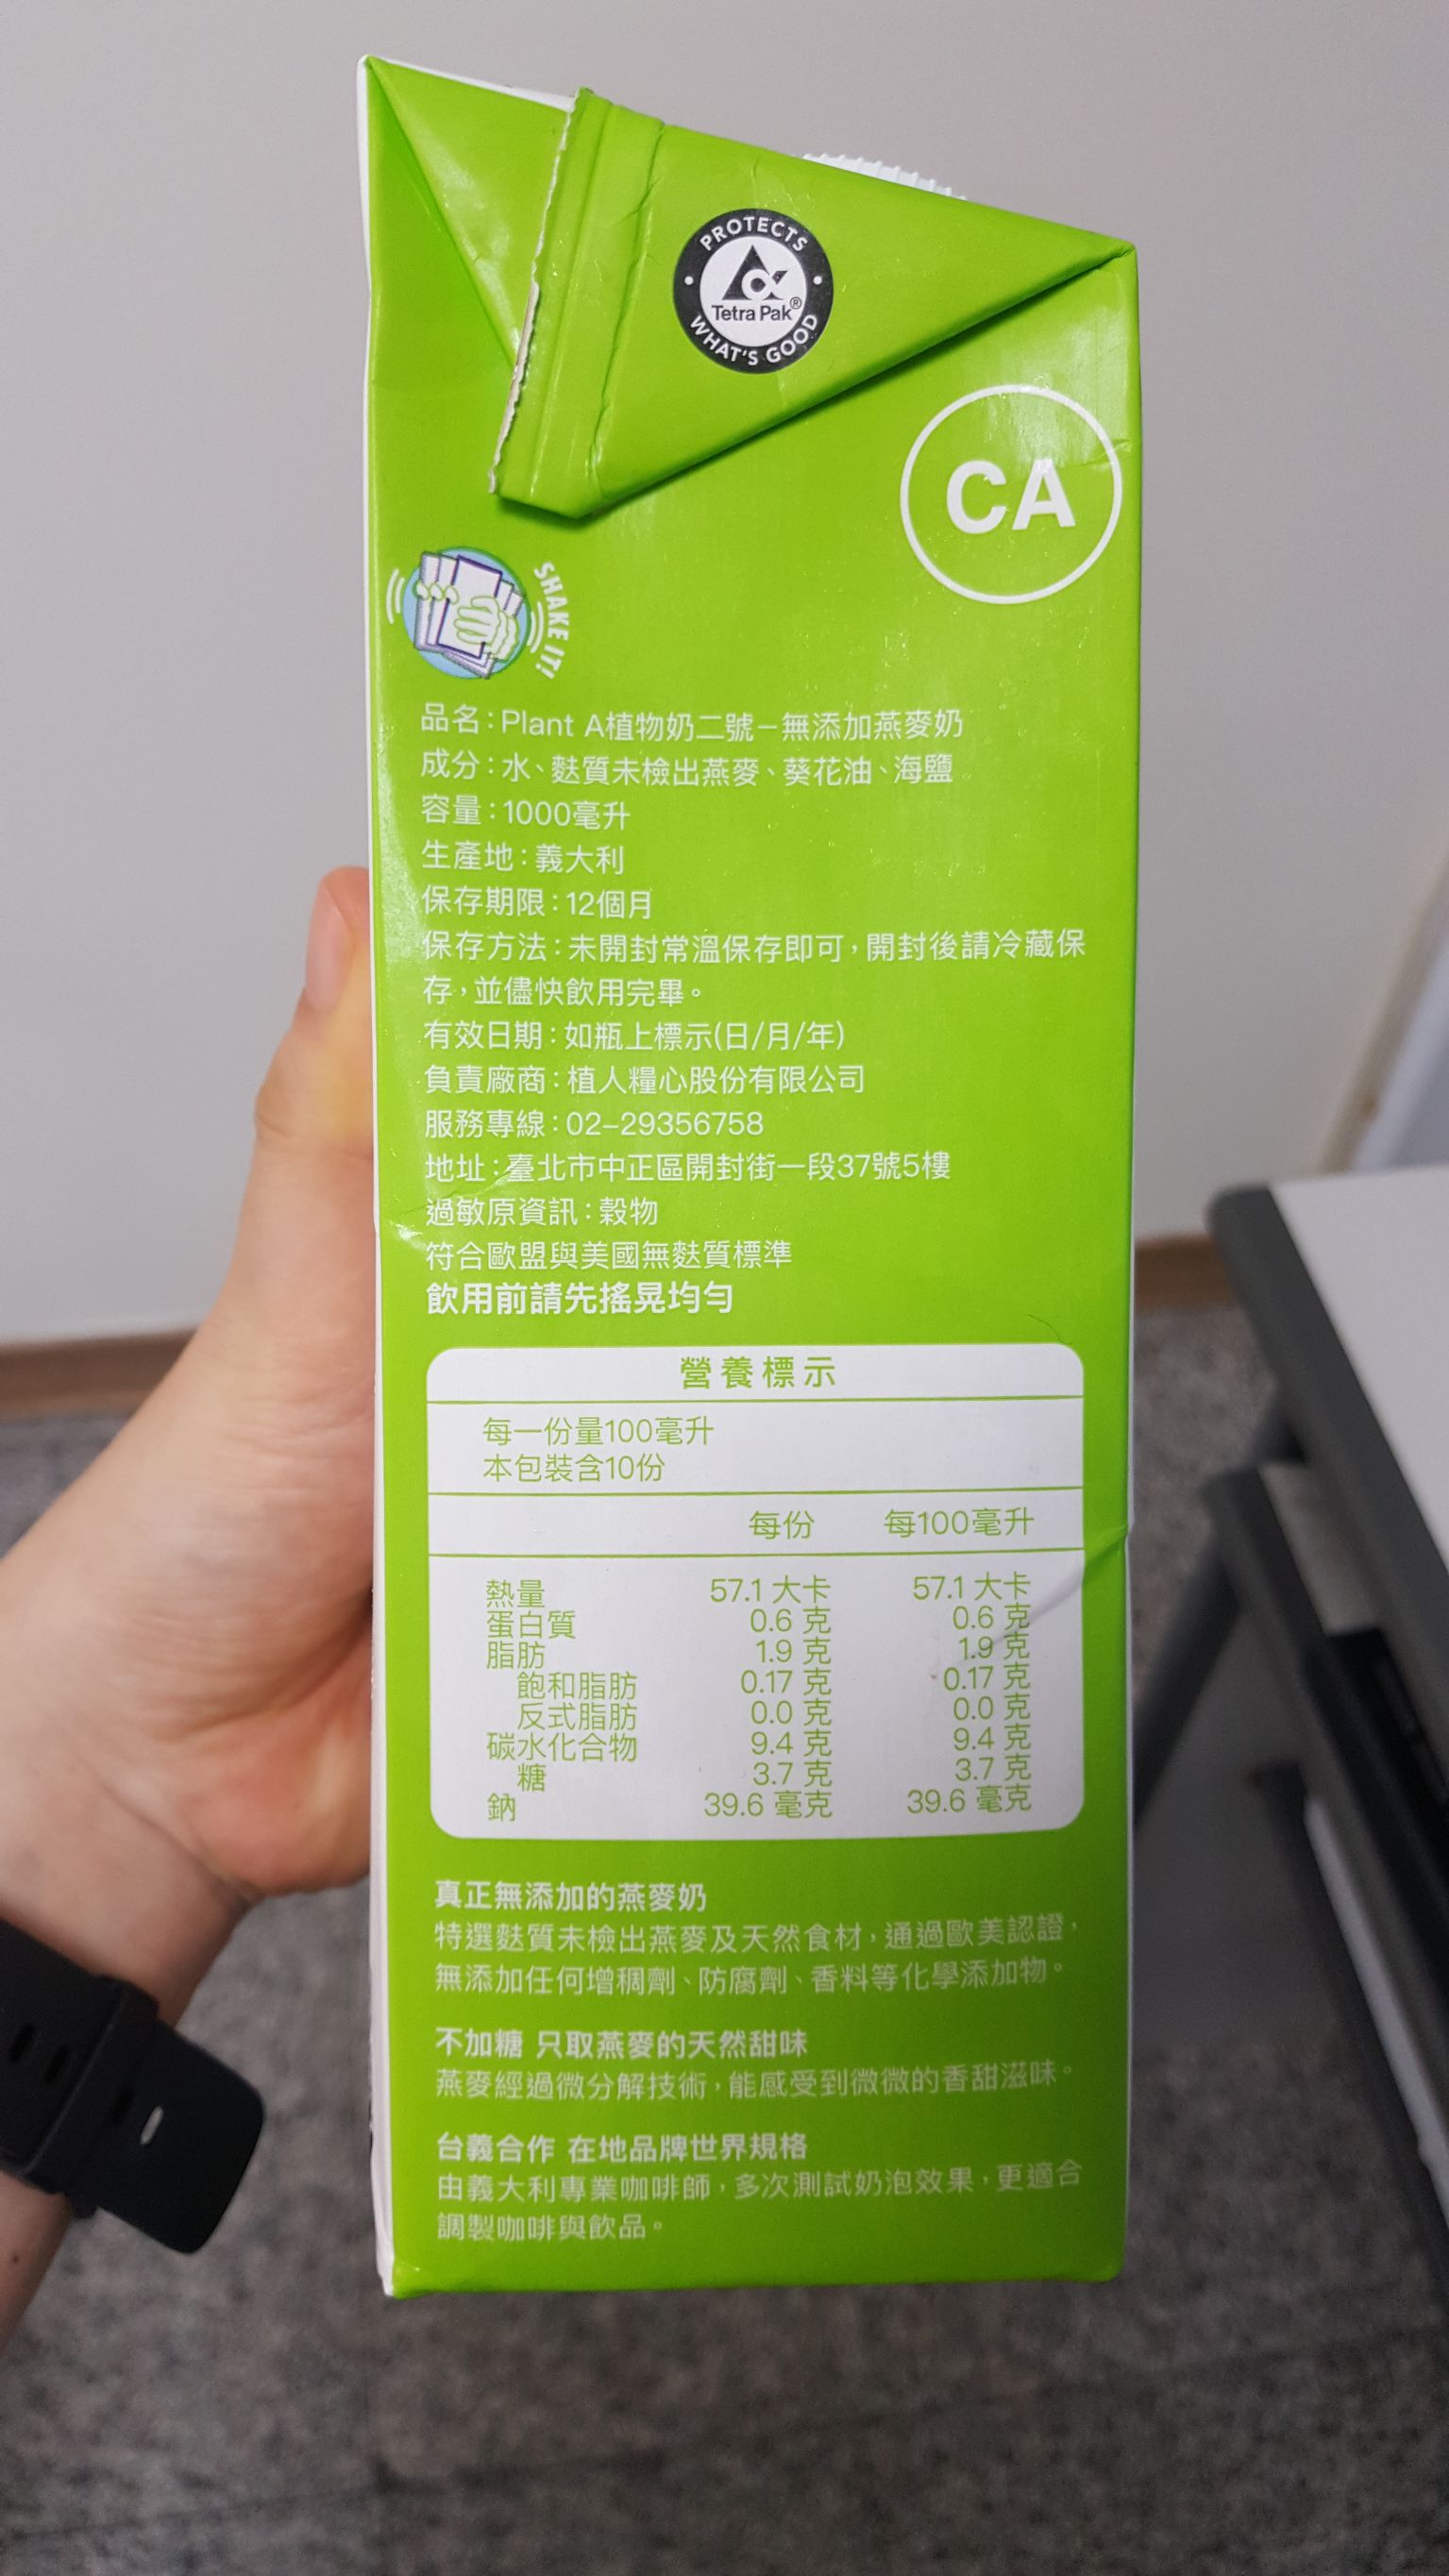 PROTECTS
Tetra Pak®
WHAT'S GOOD
CA
SHAKE IT!
品名：Plant A植物奶二號－無添加燕麥奶
成分：水、麩質未檢出燕麥、葵花油、海鹽
容量：1000毫升
生產地：義大利
保存期限：12個月
保存方法：未開封常溫保存即可，開封後請冷藏保
存，並儘快飲用完畢。
有效日期：如瓶上標示(日/月/年)
負責廠商：植人糧心股份有限公司
服務專線：02-29356758
地址：臺北市中正區開封街一段37號5樓
過敏原資訊：穀物
符合歐盟與美國無麩質標準
飲用前請先搖晃均勻
營養標示
每一份量100毫升
本包裝含10份
每份 每100毫升
熱量 57.1 大卡 57.1 大卡
蛋白質 0.6 克 0.6 克
脂肪 1.9 克 1.9 克
飽和脂肪 0.17 克 0.17 克
反式脂肪 0.0 克 0.0 克
碳水化合物 9.4 克 9.4 克
糖 3.7 克 3.7 克
鈉 39.6 毫克 39.6 毫克
真正無添加的燕麥奶
特選麩質未檢出燕麥及天然食材，通過歐美認證，
無添加任何增稠劑、防腐劑、香料等化學添加物。
不加糖 只取燕麥的天然甜味
燕麥經過微分解技術，能感受到微微的香甜滋味。
台義合作 在地品牌世界規格
由義大利專業咖啡師，多次測試奶泡效果，更適合
調製咖啡與飲品。